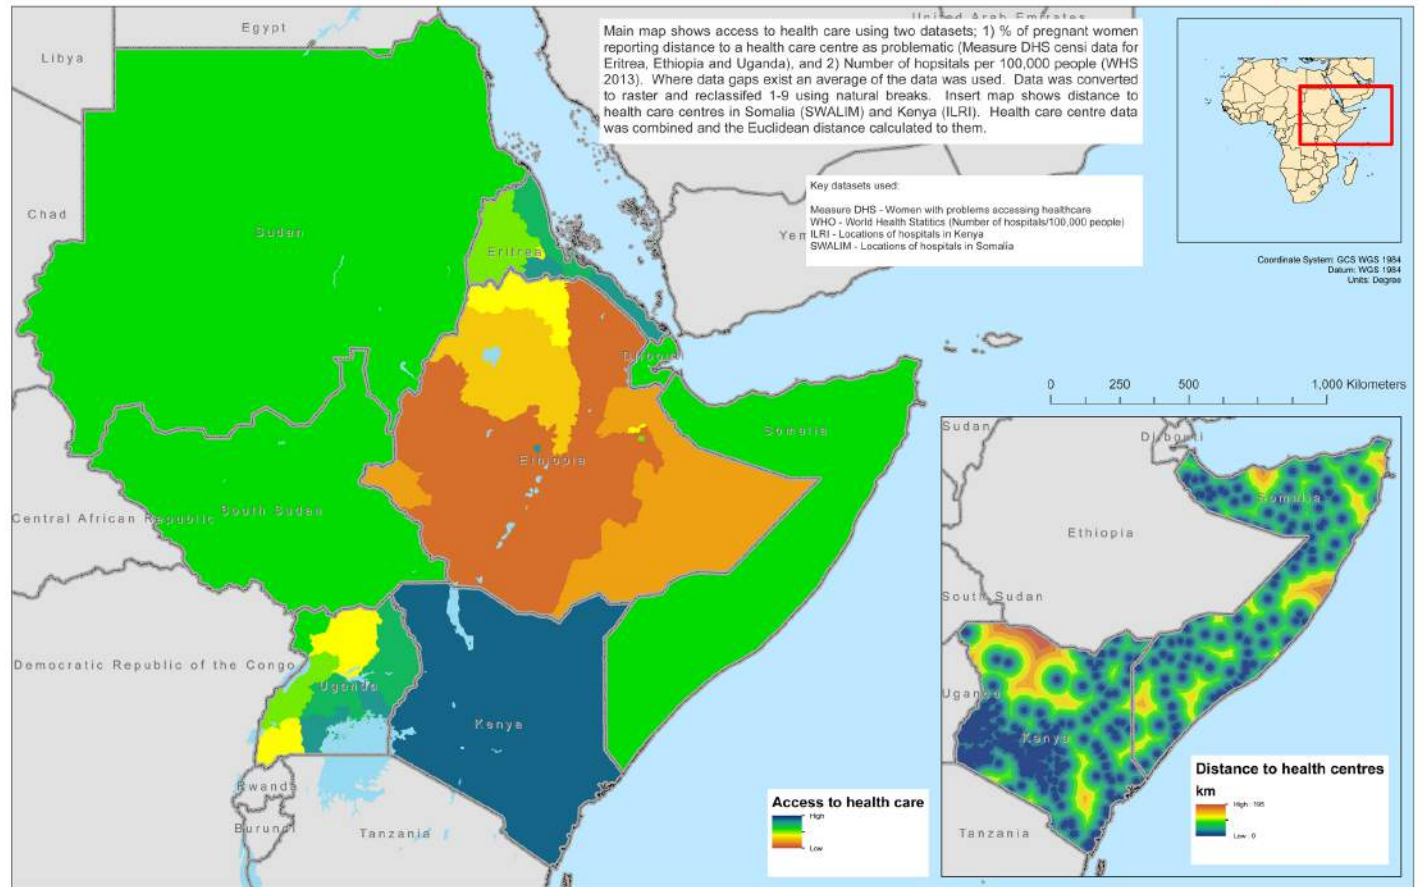 Egypt
United Arab Emirates
Libya
Main map shows access to health care using two datasets; 1) % of pregnant women
reporting distance to a health care centre as problematic (Measure DHS censi data for
Eritrea, Ethiopia and Uganda), and 2) Number of hopsitals per 100,000 people (WHS
2013). Where data gaps exist an average of the data was used. Data was converted
to raster and reclassifed 1-9 using natural breaks. Insert map shows distance to
health care centres in Somalia (SWALIM) and Kenya (ILRI). Health care centre data
was combined and the Euclidean distance calculated to them.
Key datasets used:
Measure DHS - Women with problems accessing healthcare
WHO - World Health Statitics (Number of hospitals/100,000 people)
ILRI - Locations of hospitals in Kenya
SWALIM - Locations of hospitals in Somalia
Coordinate System: GCS WGS 1984
Datum: WGS 1984
Units: Degree
Chad
Sudan
Eritrea
Yem
Djibouti
0 250 500 1,000 Kilometers
Somalia
Ethiopia
Central African Republic
South Sudan
Democratic Republic of the Congo
Uganda
Kenya
Rwanda
Burundi
Tanzania
Access to health care
High
Low
Sudan
Djibouti
Somalia
Ethiopia
South Sudan
Uganda
Kenya
Tanzania
Distance to health centres
km
High : 195
Low : 0